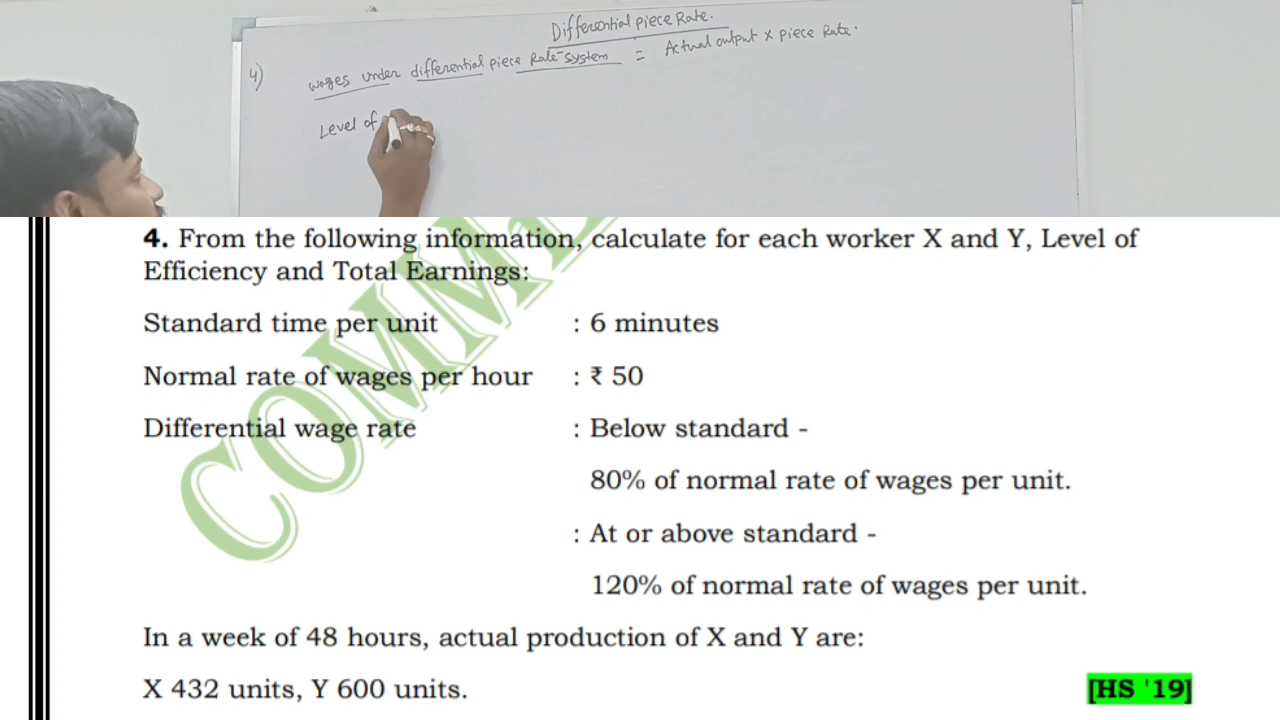 Differential piece Rate.
4) wages under differential piece Rate system = Actual output x piece Rate.
Level of
4. From the following information, calculate for each worker X and Y, Level of
Efficiency and Total Earnings:
Standard time per unit : 6 minutes
Normal rate of wages per hour : ₹ 50
Differential wage rate : Below standard -
80% of normal rate of wages per unit.
: At or above standard -
120% of normal rate of wages per unit.
In a week of 48 hours, actual production of X and Y are:
X 432 units, Y 600 units. [HS '19]